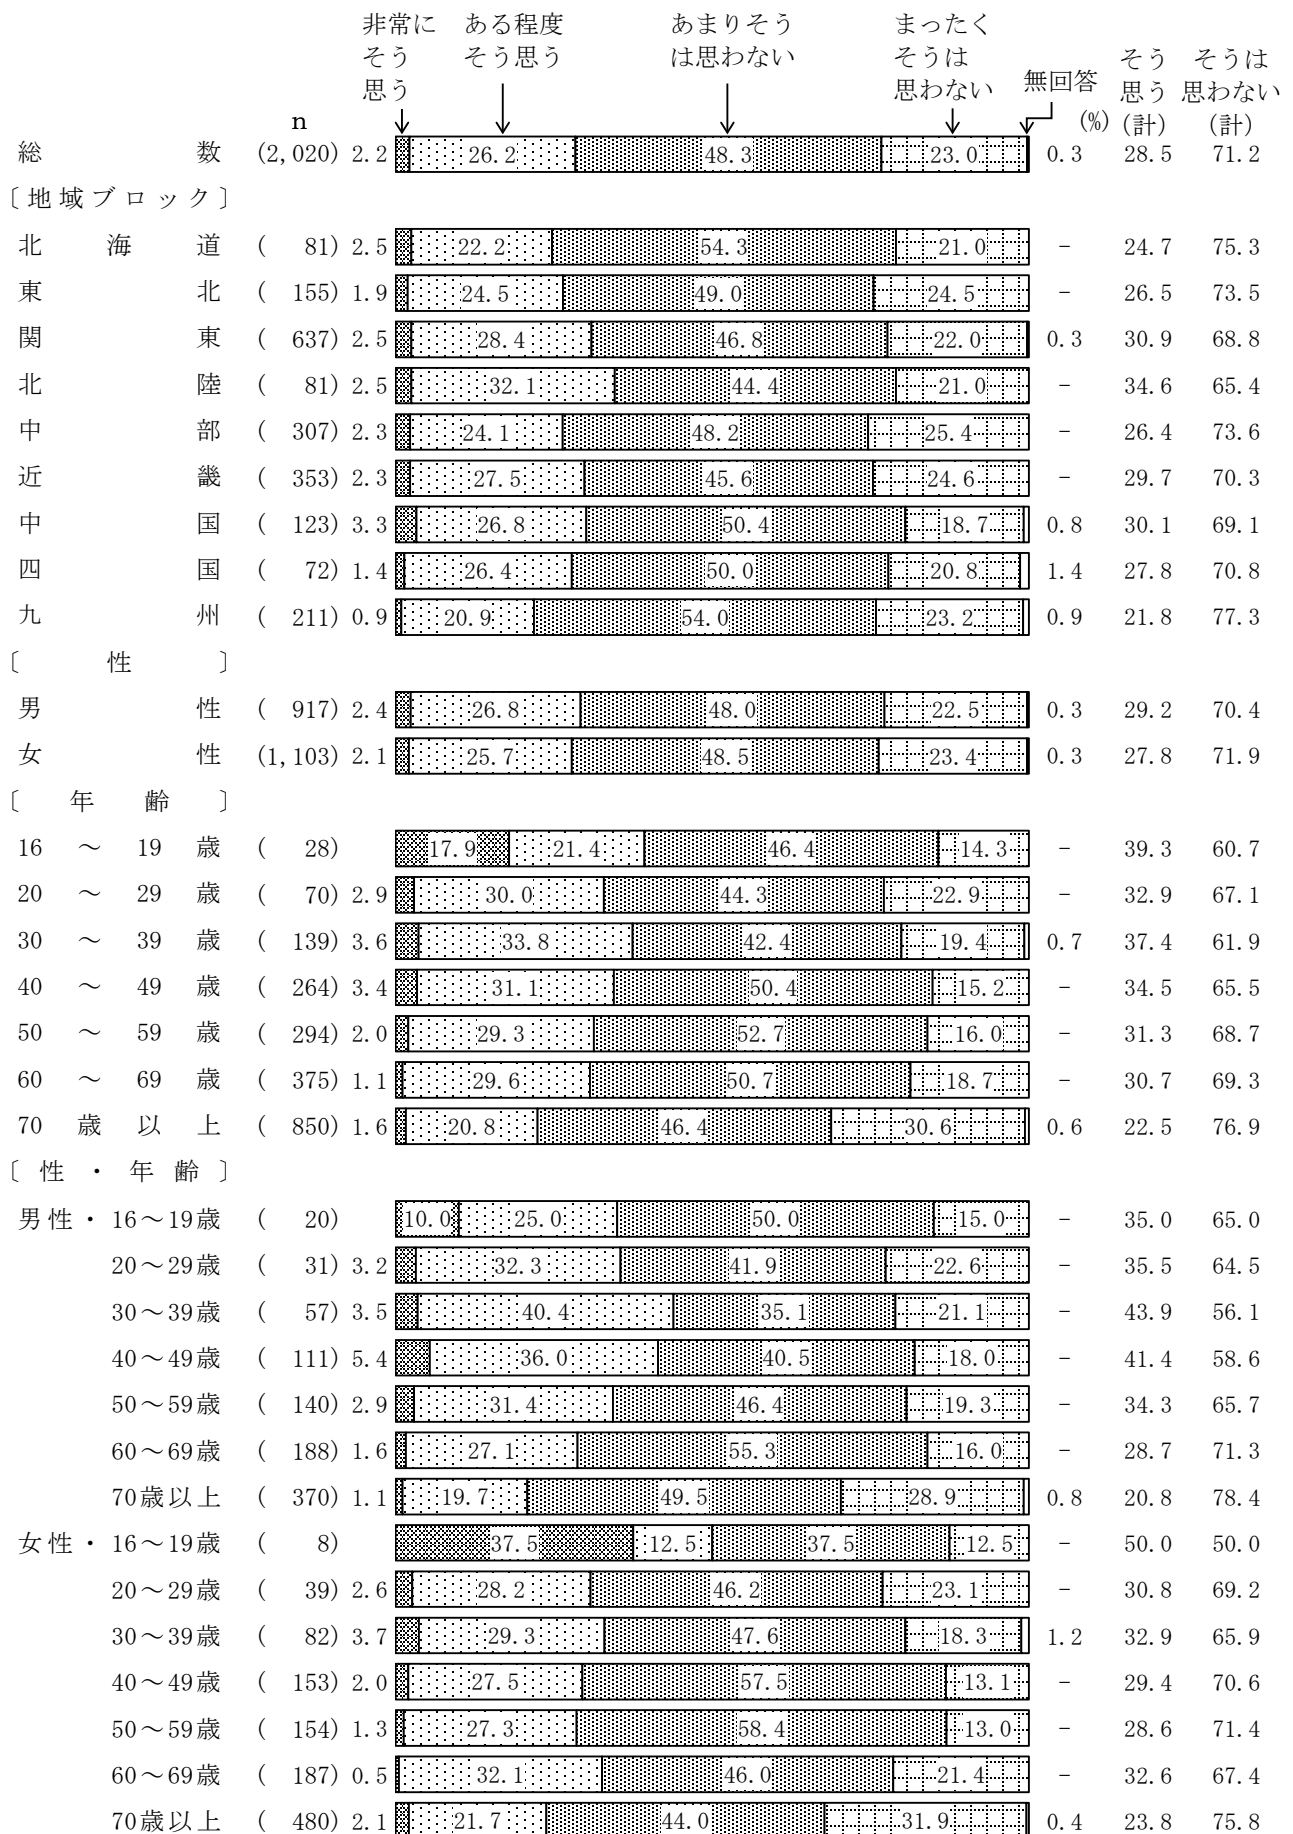 非常に ある程度 あまりそう まったく
そう そう思う は思わない そうは そう そうは
思う 思わない 無回答 思う 思わない
n (%) (計) (計)
総数 (2,020) 2.2 26.2 48.3 23.0 0.3 28.5 71.2
〔地域ブロック〕
北海道 ( 81) 2.5 22.2 54.3 21.0 － 24.7 75.3
東北 ( 155) 1.9 24.5 49.0 24.5 － 26.5 73.5
関東 ( 637) 2.5 28.4 46.8 22.0 0.3 30.9 68.8
北陸 ( 81) 2.5 32.1 44.4 21.0 － 34.6 65.4
中部 ( 307) 2.3 24.1 48.2 25.4 － 26.4 73.6
近畿 ( 353) 2.3 27.5 45.6 24.6 － 29.7 70.3
中国 ( 123) 3.3 26.8 50.4 18.7 0.8 30.1 69.1
四国 ( 72) 1.4 26.4 50.0 20.8 1.4 27.8 70.8
九州 ( 211) 0.9 20.9 54.0 23.2 0.9 21.8 77.3
〔性〕
男性 ( 917) 2.4 26.8 48.0 22.5 0.3 29.2 70.4
女性 (1,103) 2.1 25.7 48.5 23.4 0.3 27.8 71.9
〔年齢〕
16～19歳 ( 28) 17.9 21.4 46.4 14.3 － 39.3 60.7
20～29歳 ( 70) 2.9 30.0 44.3 22.9 － 32.9 67.1
30～39歳 ( 139) 3.6 33.8 42.4 19.4 0.7 37.4 61.9
40～49歳 ( 264) 3.4 31.1 50.4 15.2 － 34.5 65.5
50～59歳 ( 294) 2.0 29.3 52.7 16.0 － 31.3 68.7
60～69歳 ( 375) 1.1 29.6 50.7 18.7 － 30.7 69.3
70歳以上 ( 850) 1.6 20.8 46.4 30.6 0.6 22.5 76.9
〔性・年齢〕
男性・16～19歳 ( 20) 10.0 25.0 50.0 15.0 － 35.0 65.0
20～29歳 ( 31) 3.2 32.3 41.9 22.6 － 35.5 64.5
30～39歳 ( 57) 3.5 40.4 35.1 21.1 － 43.9 56.1
40～49歳 ( 111) 5.4 36.0 40.5 18.0 － 41.4 58.6
50～59歳 ( 140) 2.9 31.4 46.4 19.3 － 34.3 65.7
60～69歳 ( 188) 1.6 27.1 55.3 16.0 － 28.7 71.3
70歳以上 ( 370) 1.1 19.7 49.5 28.9 0.8 20.8 78.4
女性・16～19歳 ( 8) 37.5 12.5 37.5 12.5 － 50.0 50.0
20～29歳 ( 39) 2.6 28.2 46.2 23.1 － 30.8 69.2
30～39歳 ( 82) 3.7 29.3 47.6 18.3 1.2 32.9 65.9
40～49歳 ( 153) 2.0 27.5 57.5 13.1 － 29.4 70.6
50～59歳 ( 154) 1.3 27.3 58.4 13.0 － 28.6 71.4
60～69歳 ( 187) 0.5 32.1 46.0 21.4 － 32.6 67.4
70歳以上 ( 480) 2.1 21.7 44.0 31.9 0.4 23.8 75.8